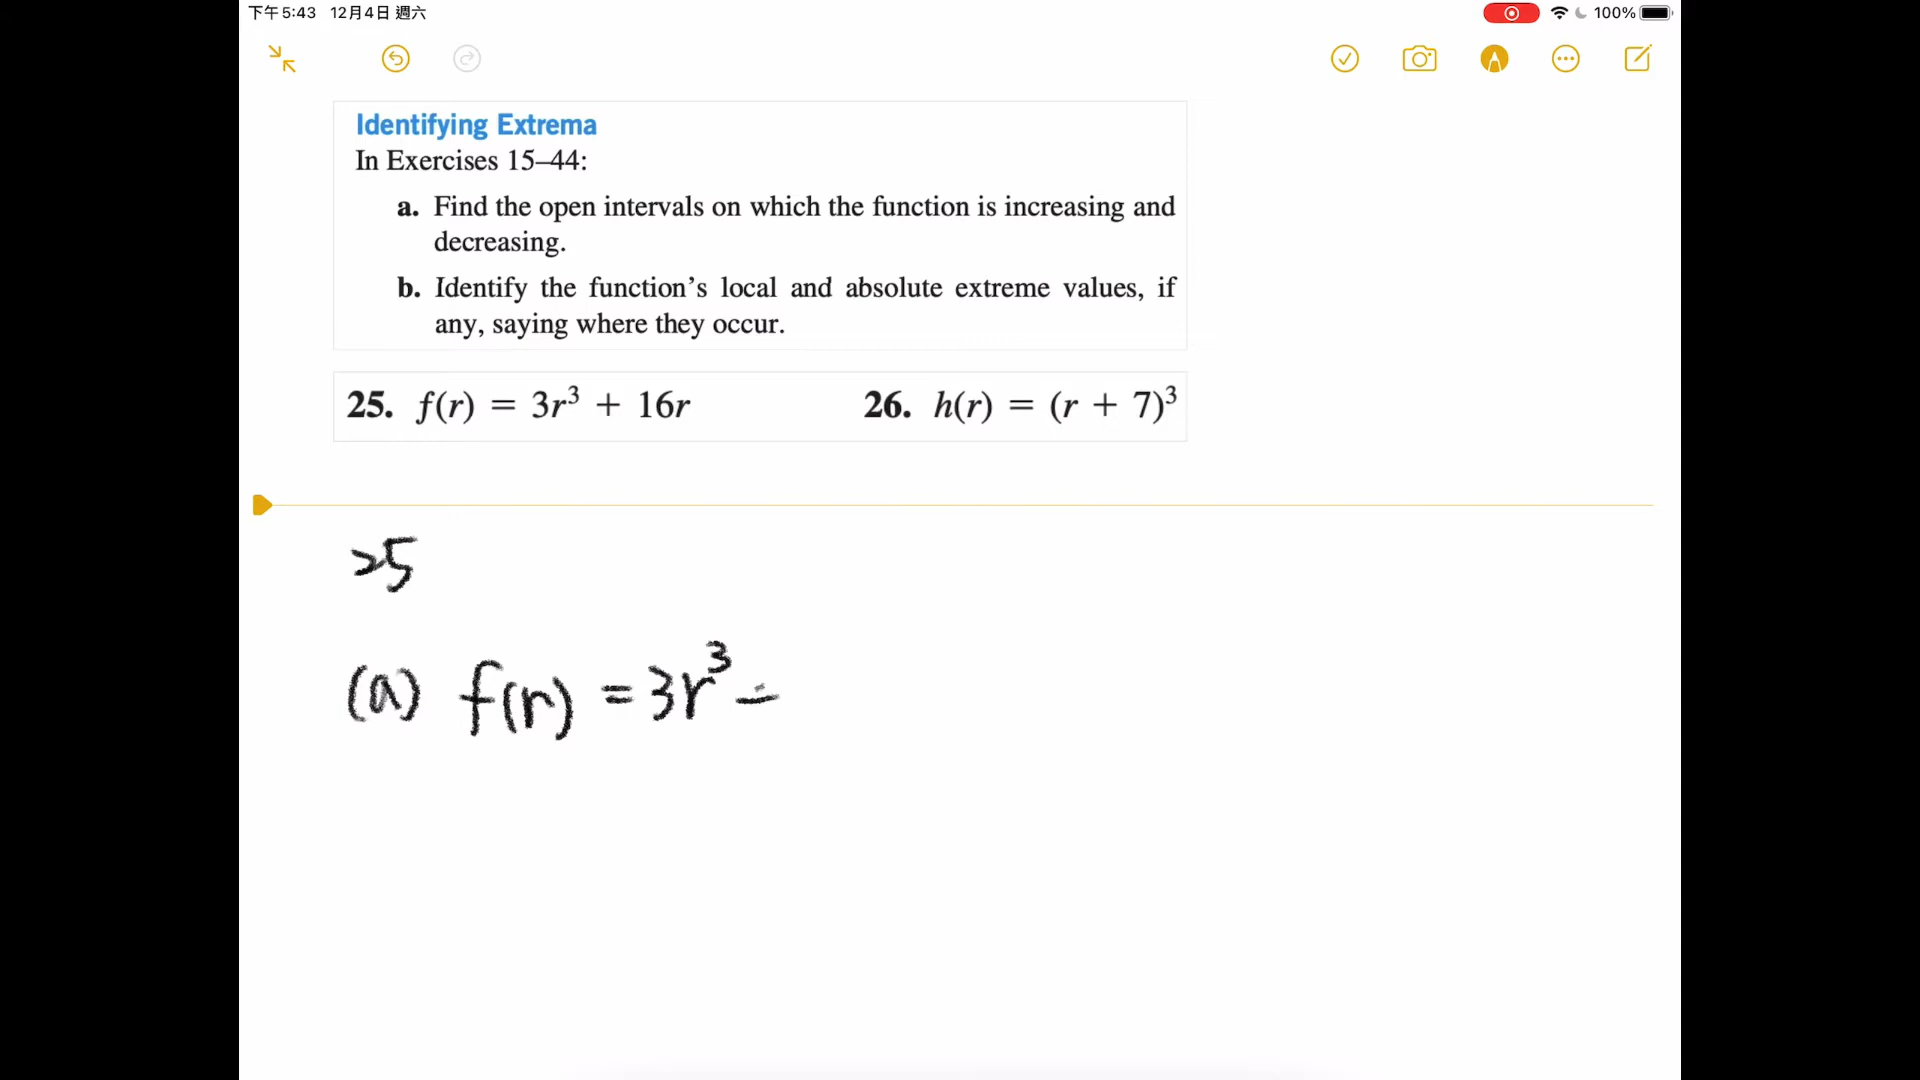 下午5:43 12月4日 週六
100%
Identifying Extrema
In Exercises 15–44:
a. Find the open intervals on which the function is increasing and
decreasing.
b. Identify the function's local and absolute extreme values, if
any, saying where they occur.
25. f(r) = 3r³ + 16r
26. h(r) = (r + 7)³
25
(a) f(r) = 3r³